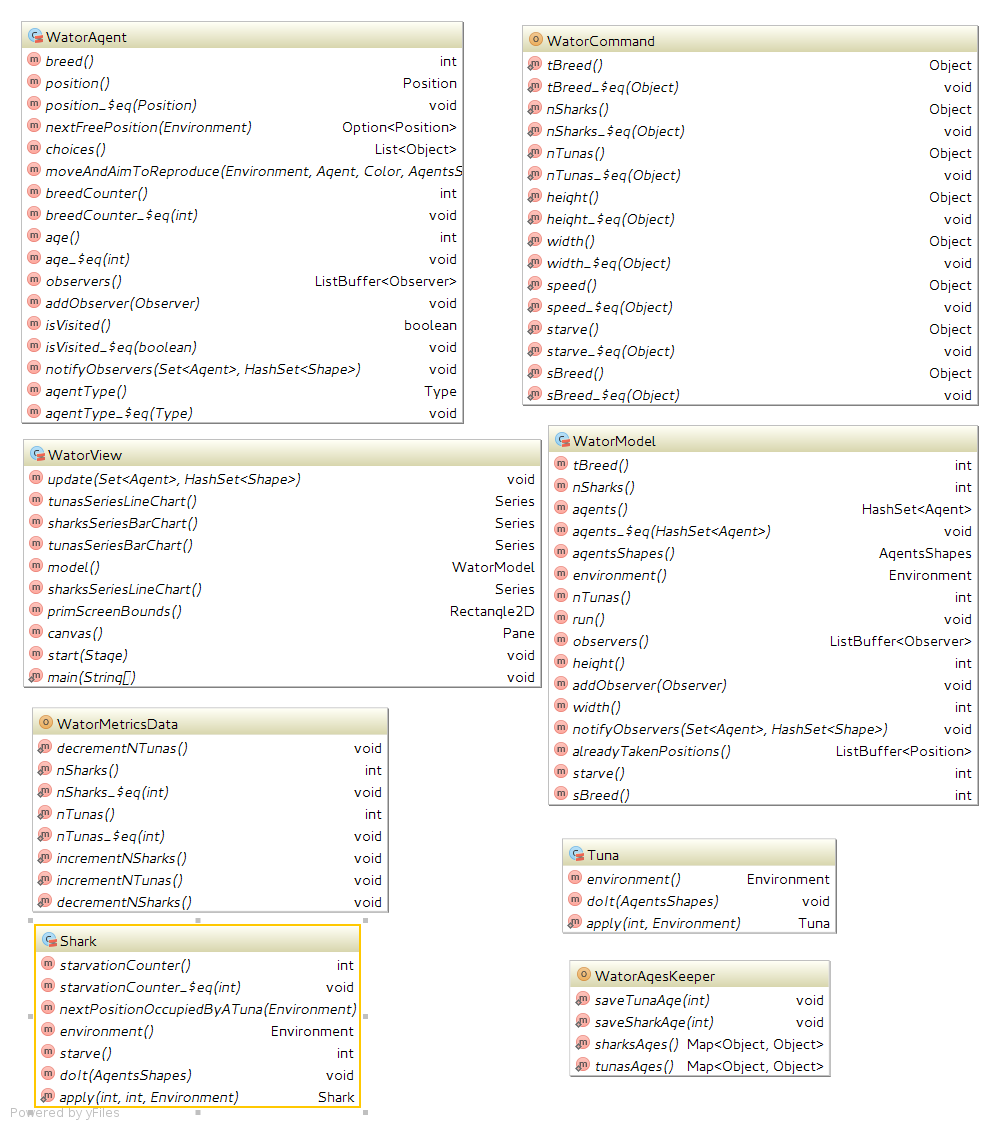 WatorAgent
breed() int
position() Position
position_$eq(Position) void
nextFreePosition(Environment) Option<Position>
choices() List<Object>
moveAndAimToReproduce(Environment, Agent, Color, AgentsS
breedCounter() int
breedCounter_$eq(int) void
age() int
age_$eq(int) void
observers() ListBuffer<Observer>
addObserver(Observer) void
isVisited() boolean
isVisited_$eq(boolean) void
notifyObservers(Set<Agent>, HashSet<Shape>) void
agentType() Type
agentType_$eq(Type) void
WatorCommand
tBreed() Object
tBreed_$eq(Object) void
nSharks() Object
nSharks_$eq(Object) void
nTunas() Object
nTunas_$eq(Object) void
height() Object
height_$eq(Object) void
width() Object
width_$eq(Object) void
speed() Object
speed_$eq(Object) void
starve() Object
starve_$eq(Object) void
sBreed() Object
sBreed_$eq(Object) void
WatorView
update(Set<Agent>, HashSet<Shape>) void
tunasSeriesLineChart() Series
sharksSeriesBarChart() Series
tunasSeriesBarChart() Series
model() WatorModel
sharksSeriesLineChart() Series
primScreenBounds() Rectangle2D
canvas() Pane
start(Stage) void
main(String[]) void
WatorModel
tBreed() int
nSharks() int
agents() HashSet<Agent>
agents_$eq(HashSet<Agent>) void
agentsShapes() AgentsShapes
environment() Environment
nTunas() int
run() void
observers() ListBuffer<Observer>
height() int
addObserver(Observer) void
width() int
notifyObservers(Set<Agent>, HashSet<Shape>) void
alreadyTakenPositions() ListBuffer<Position>
starve() int
sBreed() int
WatorMetricsData
decrementNTunas() void
nSharks() int
nSharks_$eq(int) void
nTunas() int
nTunas_$eq(int) void
incrementNSharks() void
incrementNTunas() void
decrementNSharks() void
Tuna
environment() Environment
doIt(AgentsShapes) void
apply(int, Environment) Tuna
Shark
starvationCounter() int
starvationCounter_$eq(int) void
nextPositionOccupiedByATuna(Environment)
environment() Environment
starve() int
doIt(AgentsShapes) void
apply(int, int, Environment) Shark
WatorAgesKeeper
saveTunaAge(int) void
saveSharkAge(int) void
sharksAges() Map<Object, Object>
tunasAges() Map<Object, Object>
Powered by yFiles